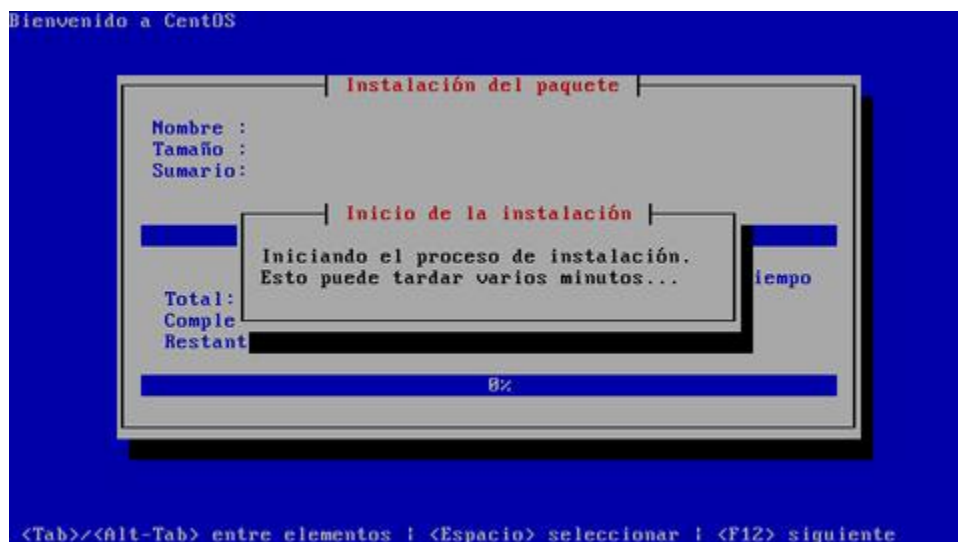 Bienvenido a CentOS
Instalación del paquete
Nombre :
Tamaño :
Sumario:
Inicio de la instalación
Iniciando el proceso de instalación.
Esto puede tardar varios minutos...
iempo
Total:
Comple
Restant
0%
<Tab>/<Alt-Tab> entre elementos | <Espacio> seleccionar | <F12> siguiente